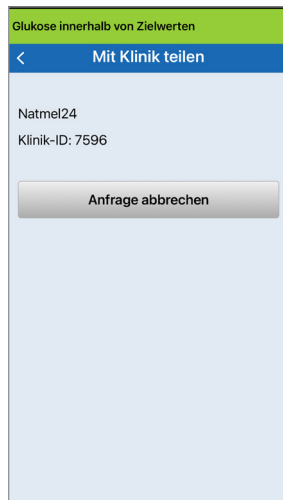 Glukose innerhalb von Zielwerten
Mit Klinik teilen
Natmel24
Klinik-ID: 7596
Anfrage abbrechen